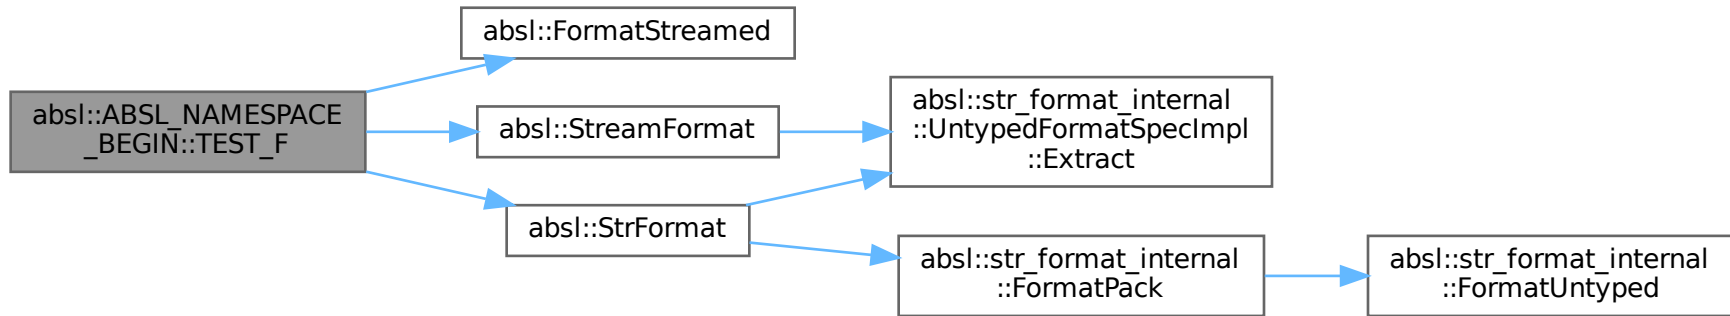 absl::ABSL_NAMESPACE
_BEGIN::TEST_F
absl::FormatStreamed
absl::StreamFormat
absl::StrFormat
absl::str_format_internal
::UntypedFormatSpecImpl
::Extract
absl::str_format_internal
::FormatPack
absl::str_format_internal
::FormatUntyped